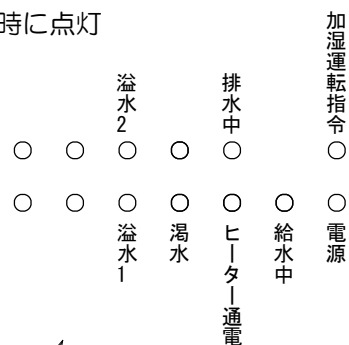 時に点灯
溢水2
排水中
加湿運転指令
溢水1
渇水
ヒーター通電
給水中
電源